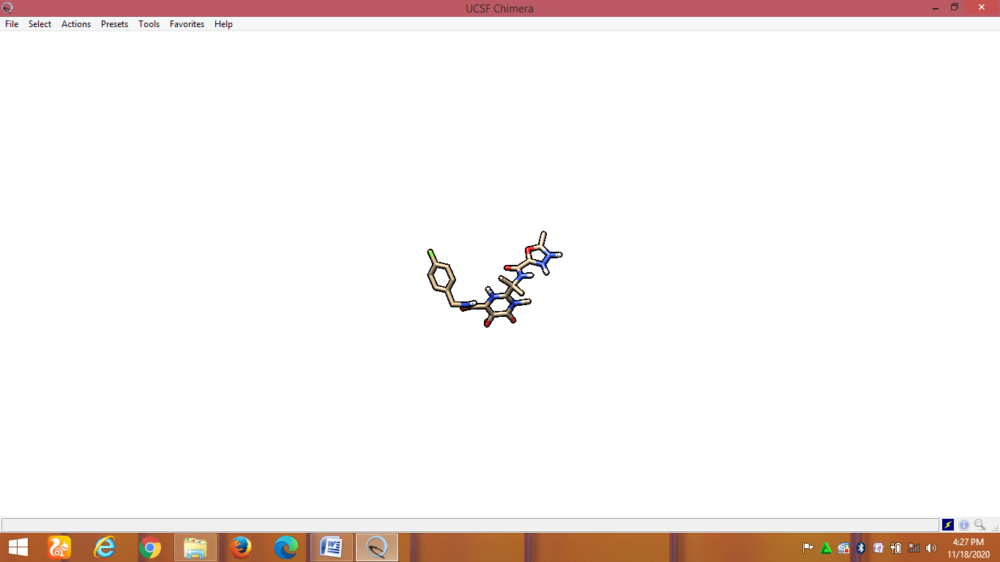 UCSF Chimera
File Select Actions Presets Tools Favorites Help
4:27 PM
11/18/2020